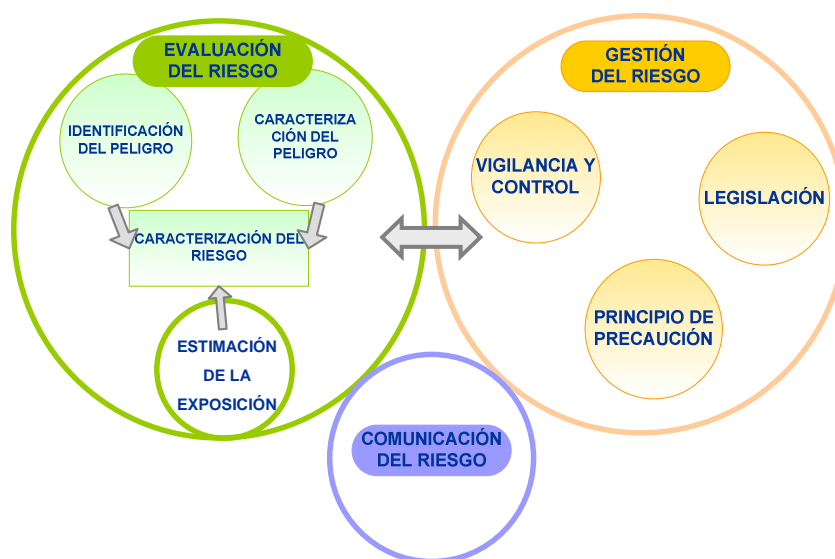 EVALUACIÓN
DEL RIESGO
IDENTIFICACIÓN
DEL PELIGRO
CARACTERIZA
CIÓN DEL
PELIGRO
CARACTERIZACIÓN DEL
RIESGO
ESTIMACIÓN
DE LA
EXPOSICIÓN
GESTIÓN
DEL RIESGO
VIGILANCIA Y
CONTROL
LEGISLACIÓN
PRINCIPIO DE
PRECAUCIÓN
COMUNICACIÓN
DEL RIESGO